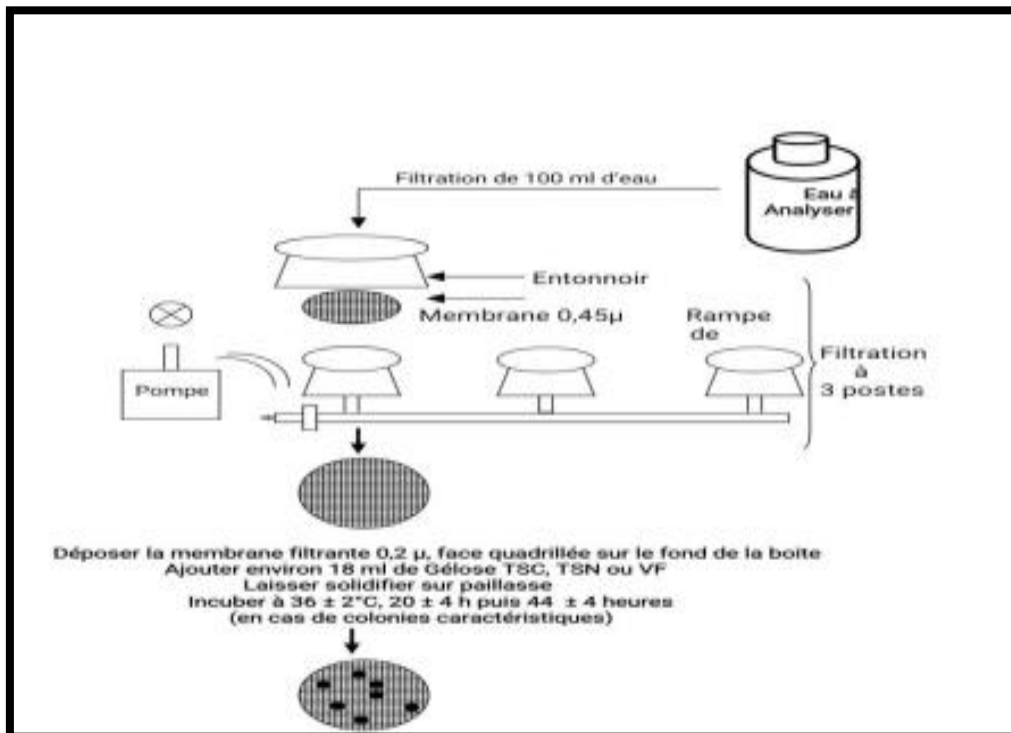 Filtration de 100 ml d'eau
Eau à
Analyser
Entonnoir
Membrane 0,45µ
Rampe
de
Filtration
à
3 postes
Pompe
Déposer la membrane filtrante 0,2 µ, face quadrillée sur le fond de la boite
Ajouter environ 18 ml de Gélose TSC, TSN ou VF
Laisser solidifier sur paillasse
Incuber à 36 ± 2°C, 20 ± 4 h puis 44 ± 4 heures
(en cas de colonies caractéristiques)